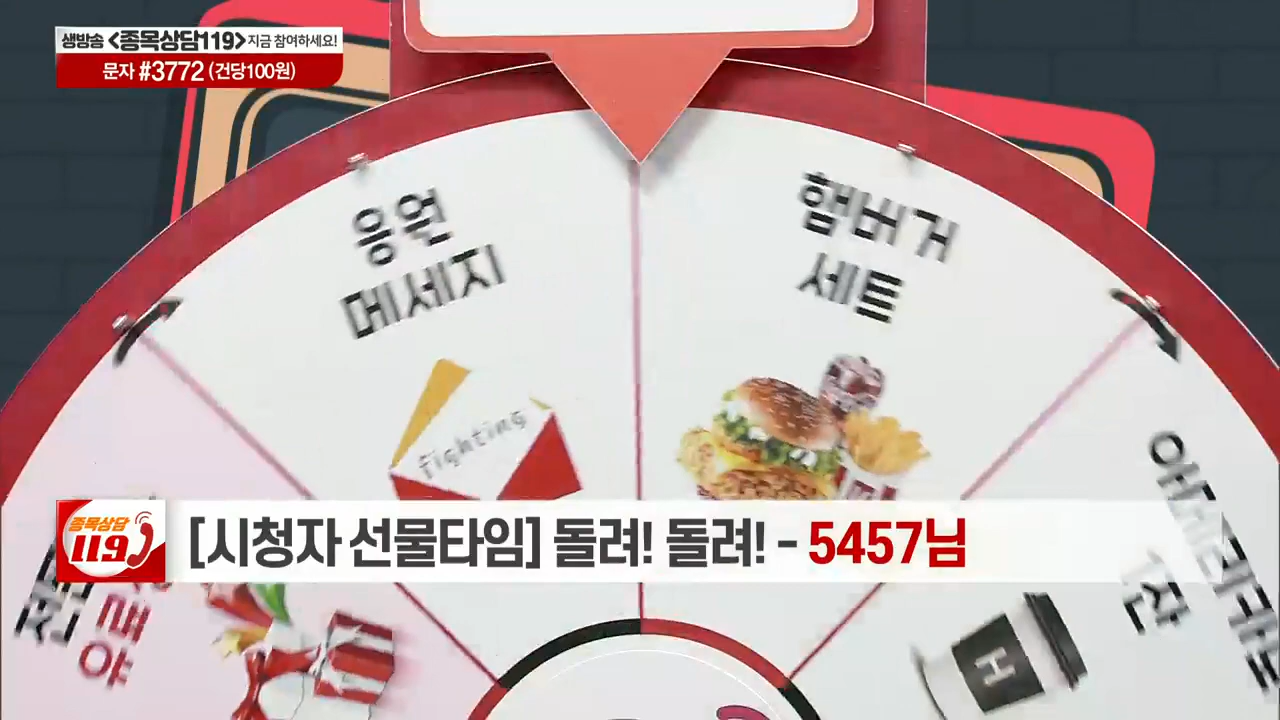 생방송 <종목상담119> 지금 참여하세요!
문자 #3772 (건당100원)
응원
메세지
햄버거
세트
fighting
H
종목상담
119
[시청자 선물타임] 돌려! 돌려! - 5457님